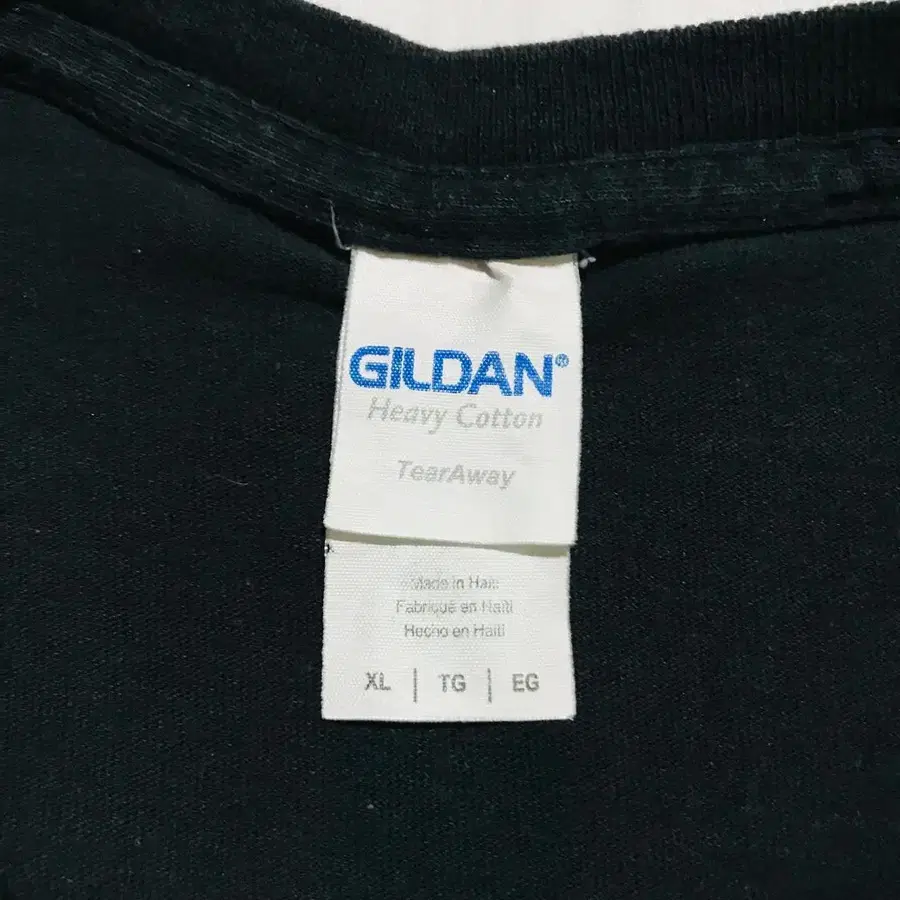 GILDAN®
Heavy Cotton
TearAway
Made in Haiti
Fabriqué en Haïti
Hecho en Haití
XL | TG | EG